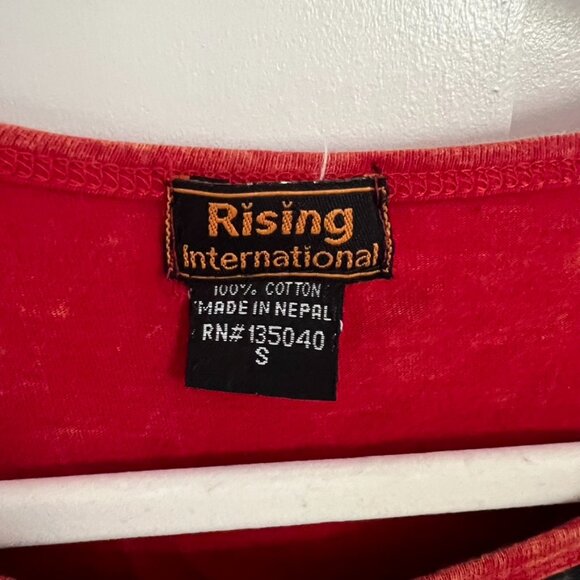 Rising
International
100% COTTON
MADE IN NEPAL
RN# 135040
S